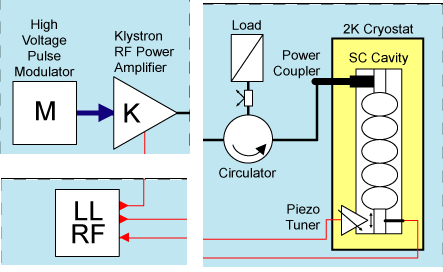 High
Voltage
Pulse
Modulator
Klystron
RF Power
Amplifier
M
K
LL
RF
Load
Circulator
Power
Coupler
2K Cryostat
SC Cavity
Piezo
Tuner